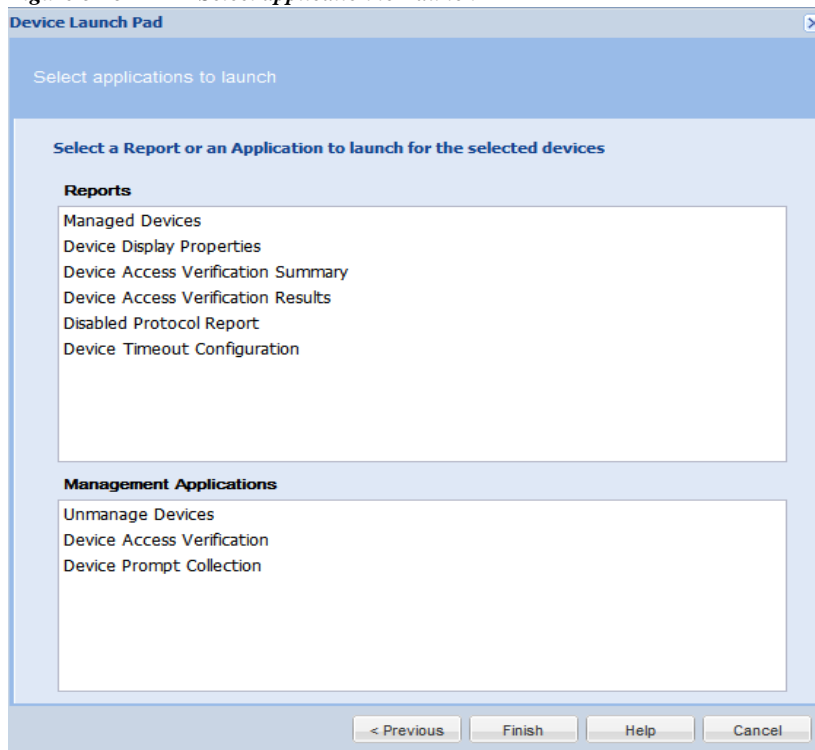 Device Launch Pad
Select applications to launch
Select a Report or an Application to launch for the selected devices
Reports
Managed Devices
Device Display Properties
Device Access Verification Summary
Device Access Verification Results
Disabled Protocol Report
Device Timeout Configuration
Management Applications
Unmanage Devices
Device Access Verification
Device Prompt Collection
< Previous
Finish
Help
Cancel